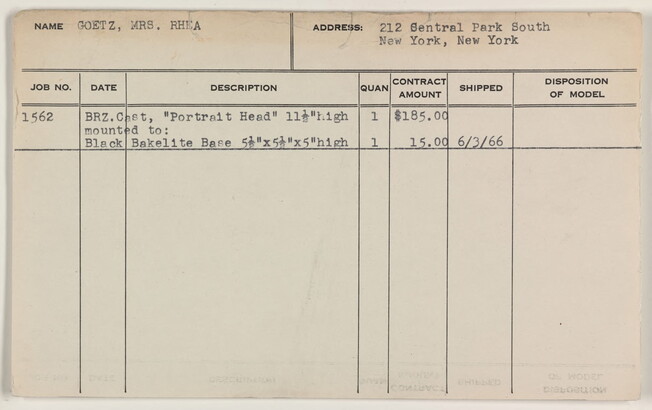 NAME GOETZ, MRS. RHEA ADDRESS: 212 Sentral Park South
New York, New York
JOB NO. DATE DESCRIPTION QUAN CONTRACT AMOUNT SHIPPED DISPOSITION OF MODEL
1562 BRZ.Cast, "Portrait Head" 11½"high 1 $185.00
mounted to:
Black Bakelite Base 5½"x5½"x5"high 1 15.00 6/3/66